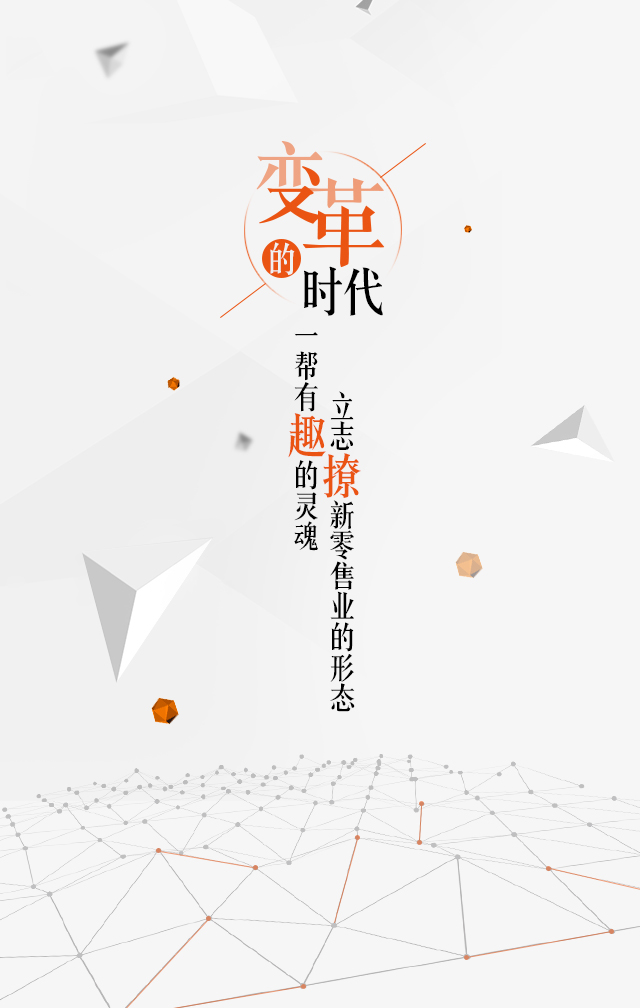 变革
的
时代
一帮有趣的灵魂
立志撩新零售业的形态